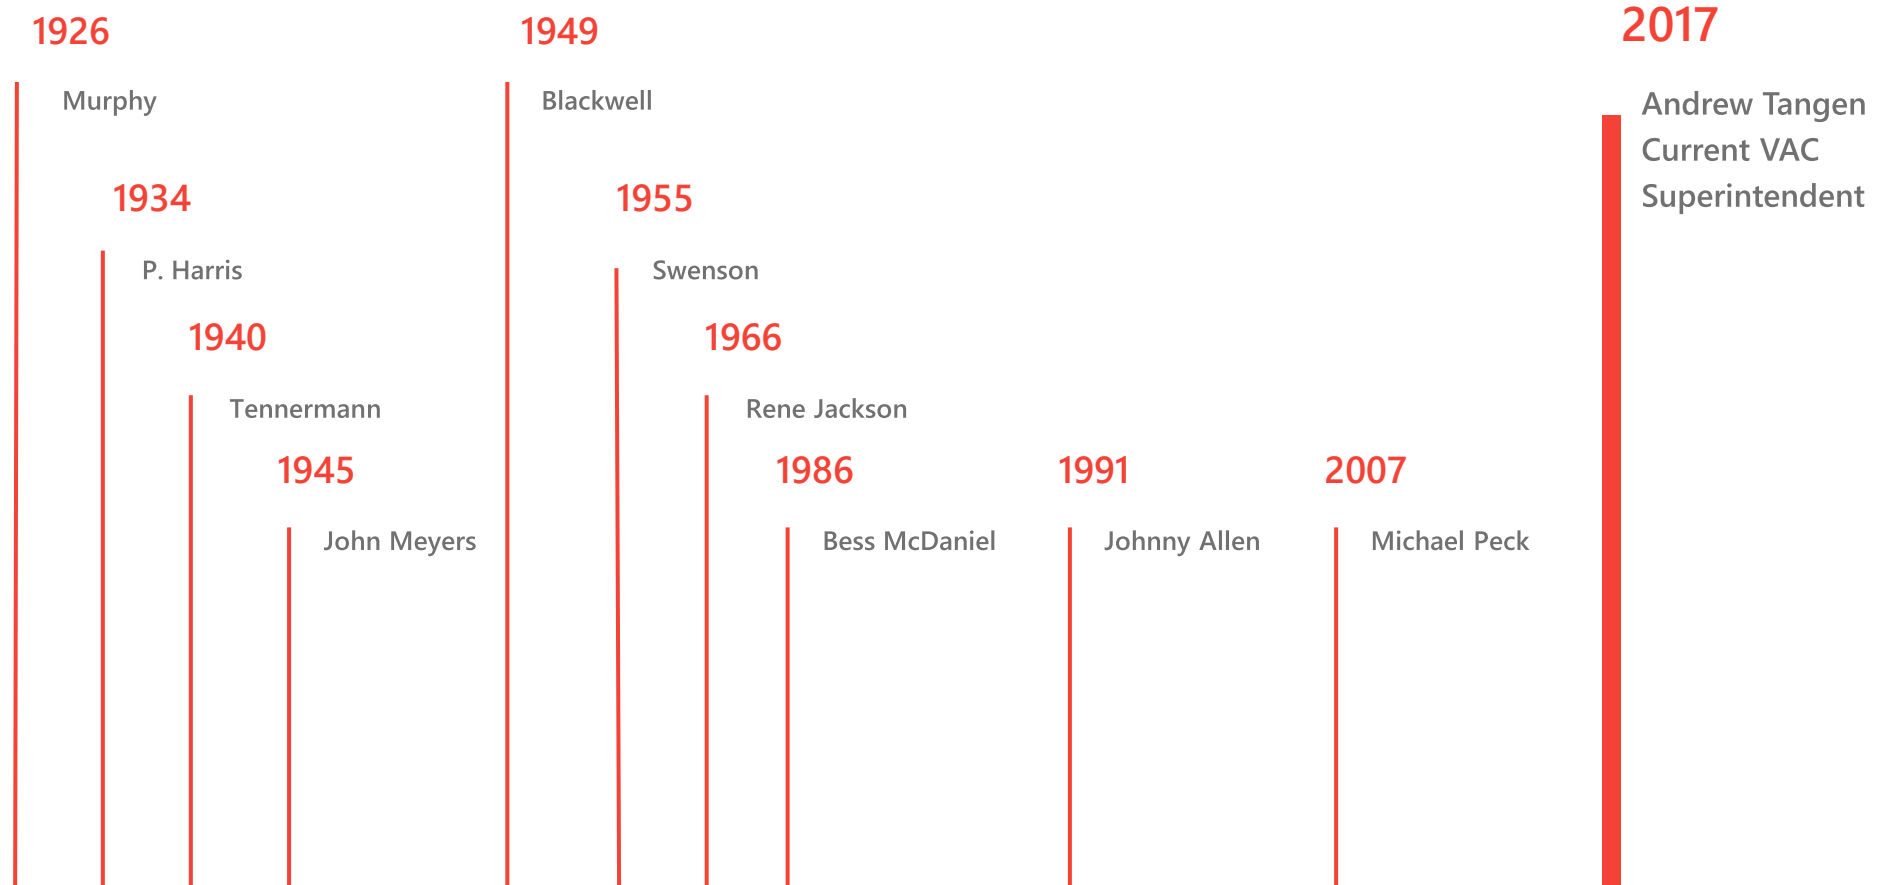 1926
Murphy
1934
P. Harris
1940
Tennermann
1945
John Meyers
1949
Blackwell
1955
Swenson
1966
Rene Jackson
1986
Bess McDaniel
1991
Johnny Allen
2007
Michael Peck
2017
Andrew Tangen
Current VAC
Superintendent